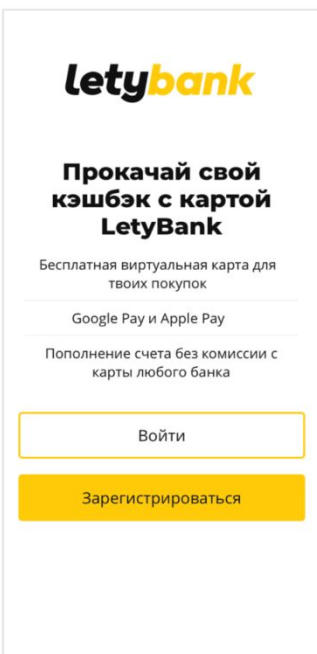 letybank
Прокачай свой
кэшбэк с картой
LetyBank
Бесплатная виртуальная карта для
твоих покупок
Google Pay и Apple Pay
Пополнение счета без комиссии с
карты любого банка
Войти
Зарегистрироваться